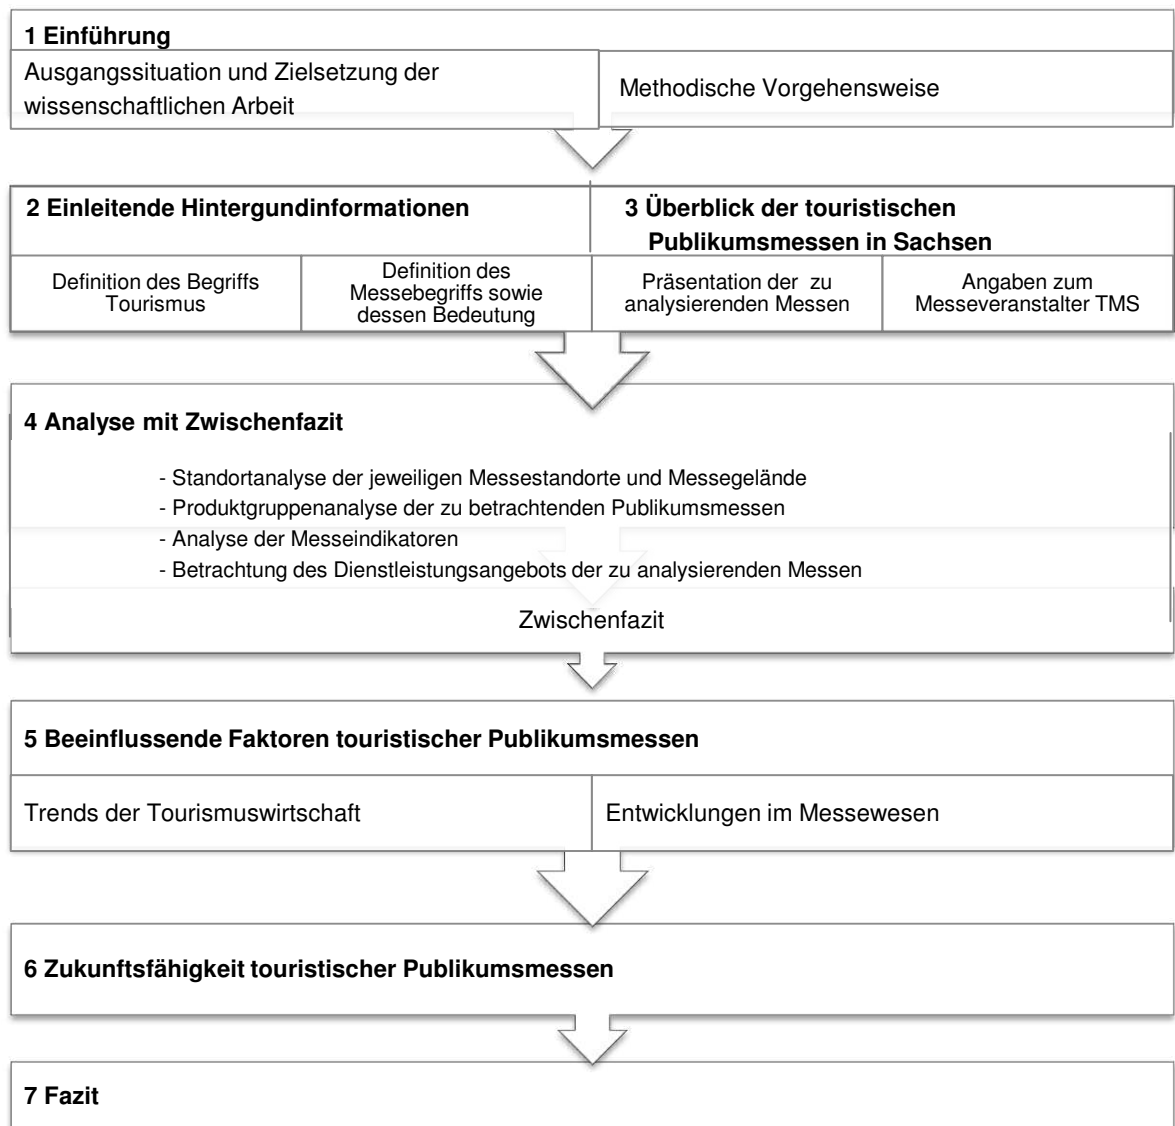 1 Einführung
Ausgangssituation und Zielsetzung der
wissenschaftlichen Arbeit
Methodische Vorgehensweise
2 Einleitende Hintergundinformationen
3 Überblick der touristischen
Publikumsmessen in Sachsen
Definition des Begriffs
Tourismus
Definition des
Messebegriffs sowie
dessen Bedeutung
Präsentation der zu
analysierenden Messen
Angaben zum
Messeveranstalter TMS
4 Analyse mit Zwischenfazit
- Standortanalyse der jeweiligen Messestandorte und Messegelände
- Produktgruppenanalyse der zu betrachtenden Publikumsmessen
- Analyse der Messeindikatoren
- Betrachtung des Dienstleistungsangebots der zu analysierenden Messen
Zwischenfazit
5 Beeinflussende Faktoren touristischer Publikumsmessen
Trends der Tourismuswirtschaft
Entwicklungen im Messewesen
6 Zukunftsfähigkeit touristischer Publikumsmessen
7 Fazit